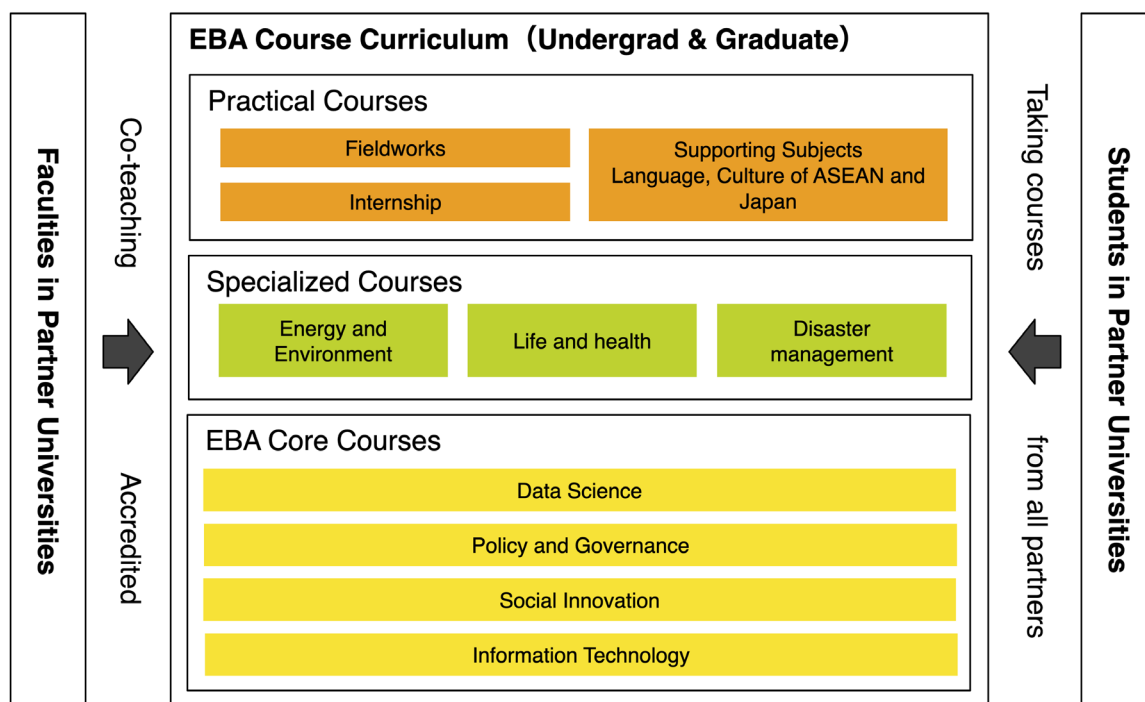 EBA Course Curriculum（Undergrad & Graduate）
Practical Courses
Fieldworks
Internship
Supporting Subjects
Language, Culture of ASEAN and
Japan
Specialized Courses
Energy and
Environment
Life and health
Disaster
management
EBA Core Courses
Data Science
Policy and Governance
Social Innovation
Information Technology
Faculties in Partner Universities
Co-teaching
Accredited
Taking courses
from all partners
Students in Partner Universities